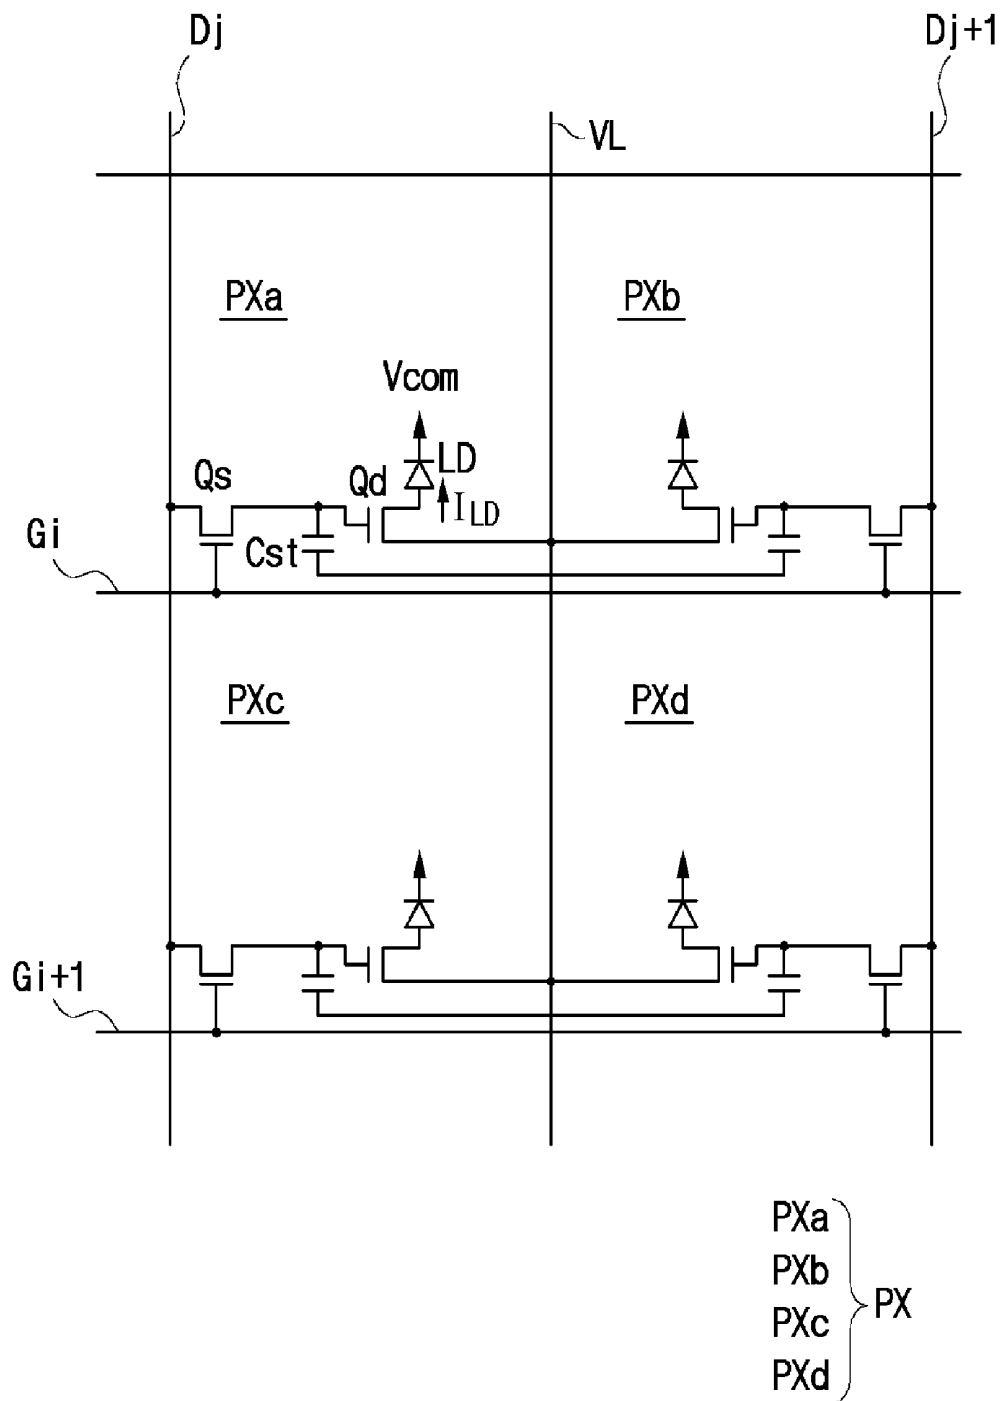 Dj
Dj+1
VL
PXa
PXb
Vcom
LD
Qs
Qd
ILD
Gi
Cst
PXc
PXd
Gi+1
PXa
PXb
PXc
PXd
PX